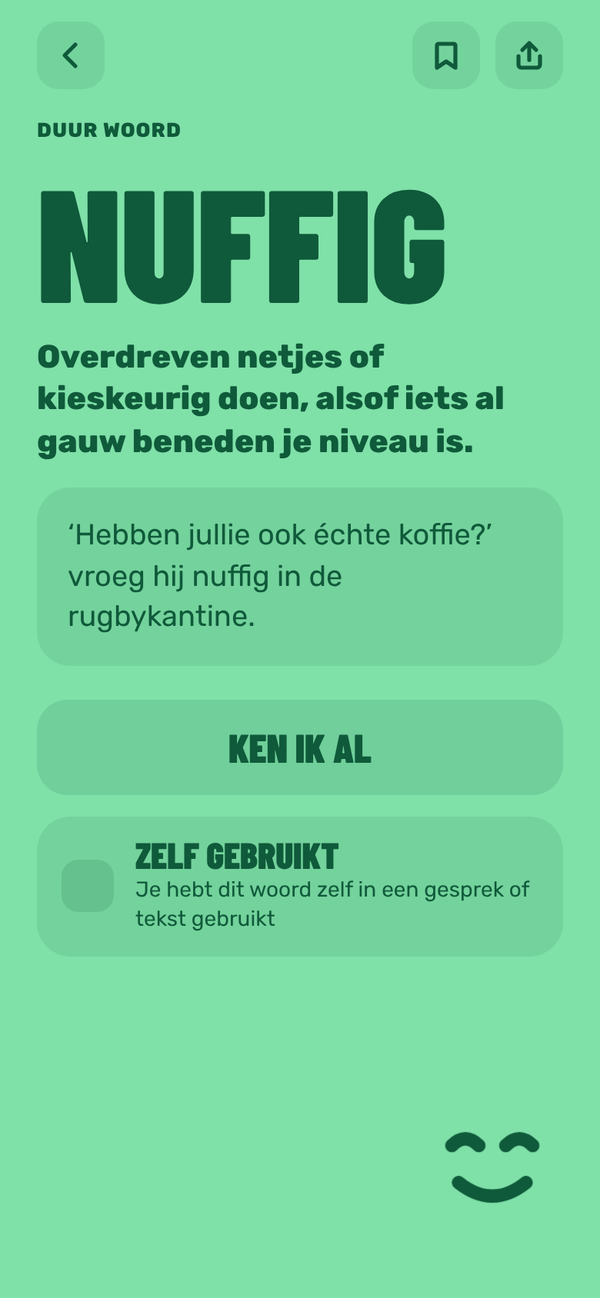 DUUR WOORD
NUFFIG
Overdreven netjes of
kieskeurig doen, alsof iets al
gauw beneden je niveau is.
‘Hebben jullie ook échte koffie?’
vroeg hij nuffig in de
rugbykantine.
KEN IK AL
ZELF GEBRUIKT
Je hebt dit woord zelf in een gesprek of
tekst gebruikt